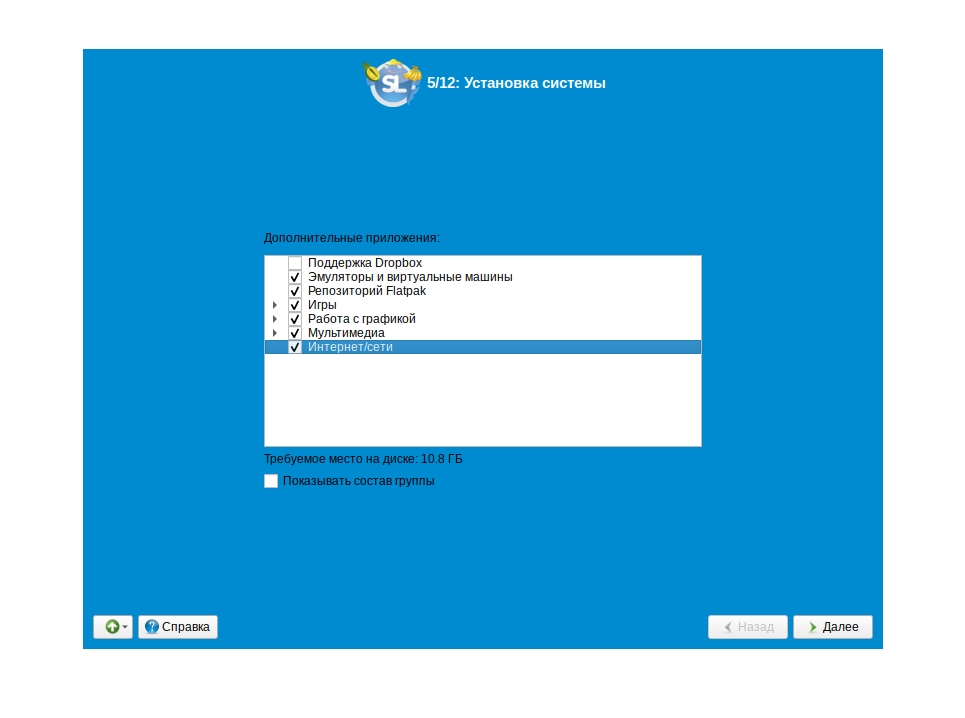 SL
5/12: Установка системы
Дополнительные приложения:
Поддержка Dropbox
Эмуляторы и виртуальные машины
Репозиторий Flatpak
Игры
Работа с графикой
Мультимедиа
Интернет/сети
Требуемое место на диске: 10.8 ГБ
Показывать состав группы
Справка
Назад
Далее